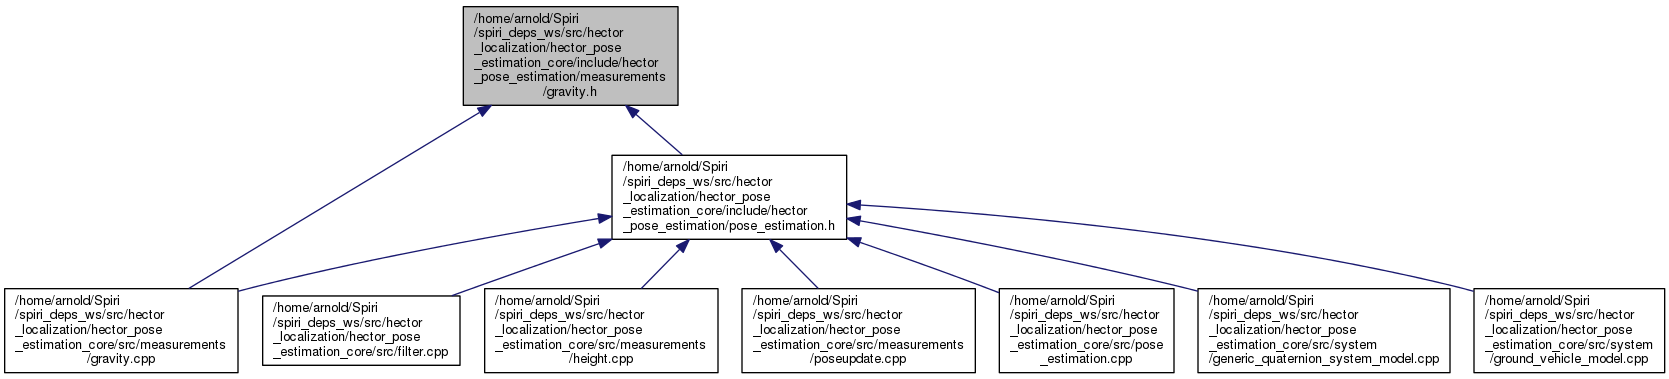 /home/arnold/Spiri
/spiri_deps_ws/src/hector
_localization/hector_pose
_estimation_core/include/hector
_pose_estimation/measurements
/gravity.h
/home/arnold/Spiri
/spiri_deps_ws/src/hector
_localization/hector_pose
_estimation_core/include/hector
_pose_estimation/pose_estimation.h
/home/arnold/Spiri
/spiri_deps_ws/src/hector
_localization/hector_pose
_estimation_core/src/measurements
/gravity.cpp
/home/arnold/Spiri
/spiri_deps_ws/src/hector
_localization/hector_pose
_estimation_core/src/filter.cpp
/home/arnold/Spiri
/spiri_deps_ws/src/hector
_localization/hector_pose
_estimation_core/src/measurements
/height.cpp
/home/arnold/Spiri
/spiri_deps_ws/src/hector
_localization/hector_pose
_estimation_core/src/measurements
/poseupdate.cpp
/home/arnold/Spiri
/spiri_deps_ws/src/hector
_localization/hector_pose
_estimation_core/src/pose
_estimation.cpp
/home/arnold/Spiri
/spiri_deps_ws/src/hector
_localization/hector_pose
_estimation_core/src/system
/generic_quaternion_system_model.cpp
/home/arnold/Spiri
/spiri_deps_ws/src/hector
_localization/hector_pose
_estimation_core/src/system
/ground_vehicle_model.cpp